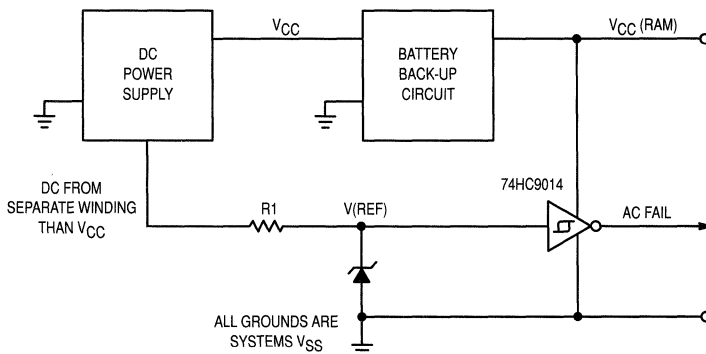 DC
POWER
SUPPLY
VCC
BATTERY
BACK-UP
CIRCUIT
VCC (RAM)
DC FROM
SEPARATE WINDING
THAN VCC
R1
V(REF)
74HC9014
AC FAIL
ALL GROUNDS ARE
SYSTEMS VSS